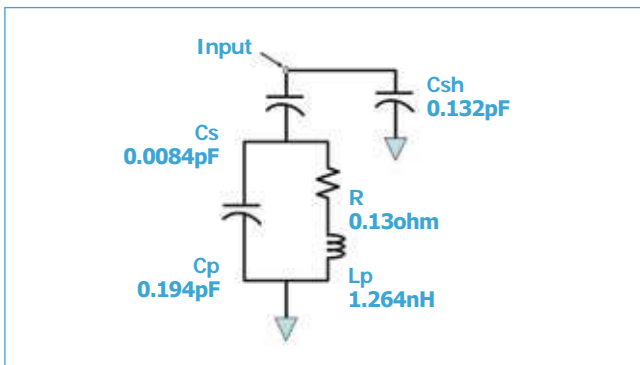 Input
Csh
0.132pF
Cs
0.0084pF
R
0.13ohm
Cp
0.194pF
Lp
1.264nH